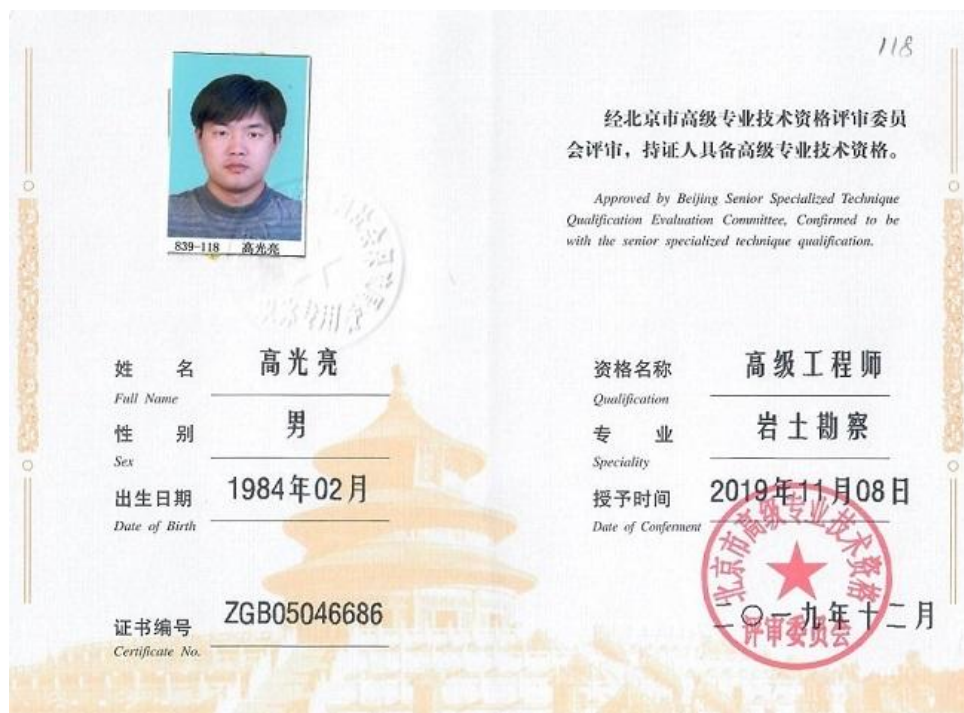 118
839-118 高光亮
经北京市高级专业技术资格评审委员
会评审，持证人具备高级专业技术资格。
Approved by Beijing Senior Specialized Technique
Qualification Evaluation Committee, Confirmed to be
with the senior specialized technique qualification.
姓 名 高光亮
Full Name
性 别 男
Sex
出生日期 1984年02月
Date of Birth
证书编号 ZGB05046686
Certificate No.
资格名称 高级工程师
Qualification
专 业 岩土勘察
Speciality
授予时间 2019年11月08日
Date of Conferment
北京市高级专业技术资格
评审委员会
二〇一九年十二月